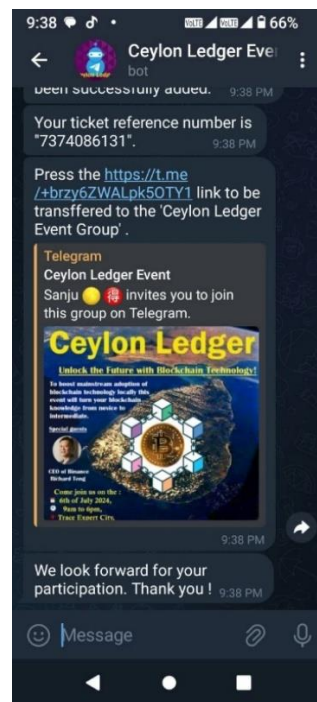 9:38
66%
Ceylon Ledger Eve
bot
been successfully added. 9:38 PM
Your ticket reference number is
"7374086131". 9:38 PM
Press the https://t.me
/+brzy6ZWALpk5OTY1 link to be
transffered to the 'Ceylon Ledger
Event Group' .
Telegram
Ceylon Ledger Event
Sanju 得 invites you to join
this group on Telegram.
Ceylon Ledger
Unlock the Future with Blockchain Technology!
To boost mainstream adoption of
blockchain technology locally this
event will turn your blockchain
knowledge from novice to
intermediate.
Special guests
CEO of Binance
Richard Teng
Come join us on the :
6th of July 2024,
9am to 6pm,
Trace Expert City,
9:38 PM
We look forward for your
participation. Thank you ! 9:38 PM
Message